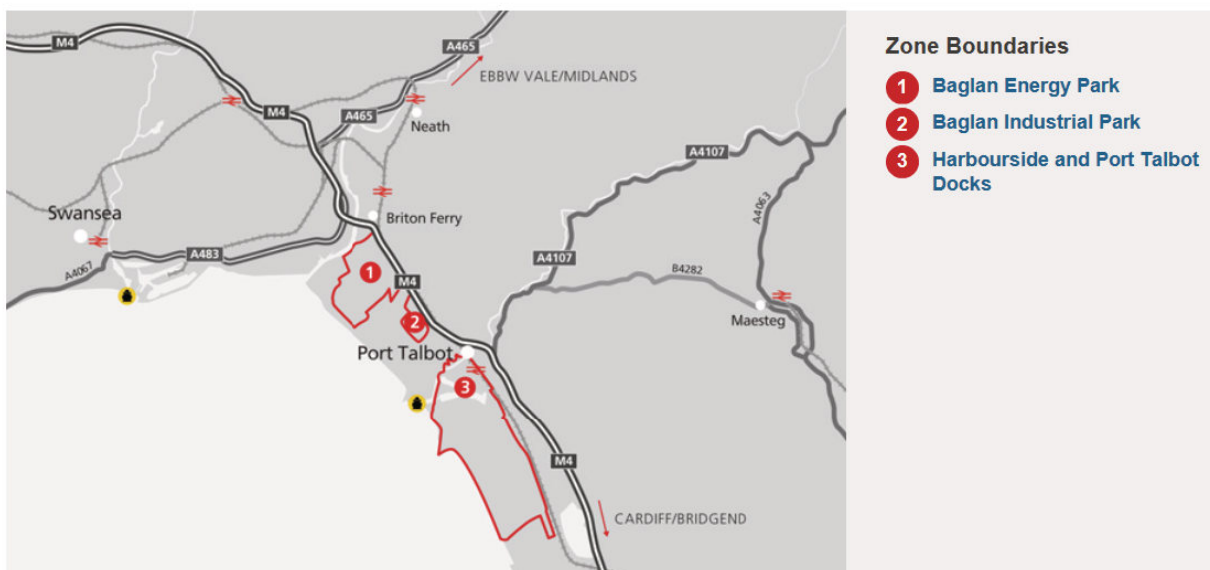 M4
A465
EBBW VALE/MIDLANDS
M4
A465
Neath
A4107
Swansea
Briton Ferry
A4063
A483
A4107
A4067
1
M4
B4282
2
Maesteg
Port Talbot
3
M4
CARDIFF/BRIDGEND
Zone Boundaries
1 Baglan Energy Park
2 Baglan Industrial Park
3 Harbourside and Port Talbot
Docks